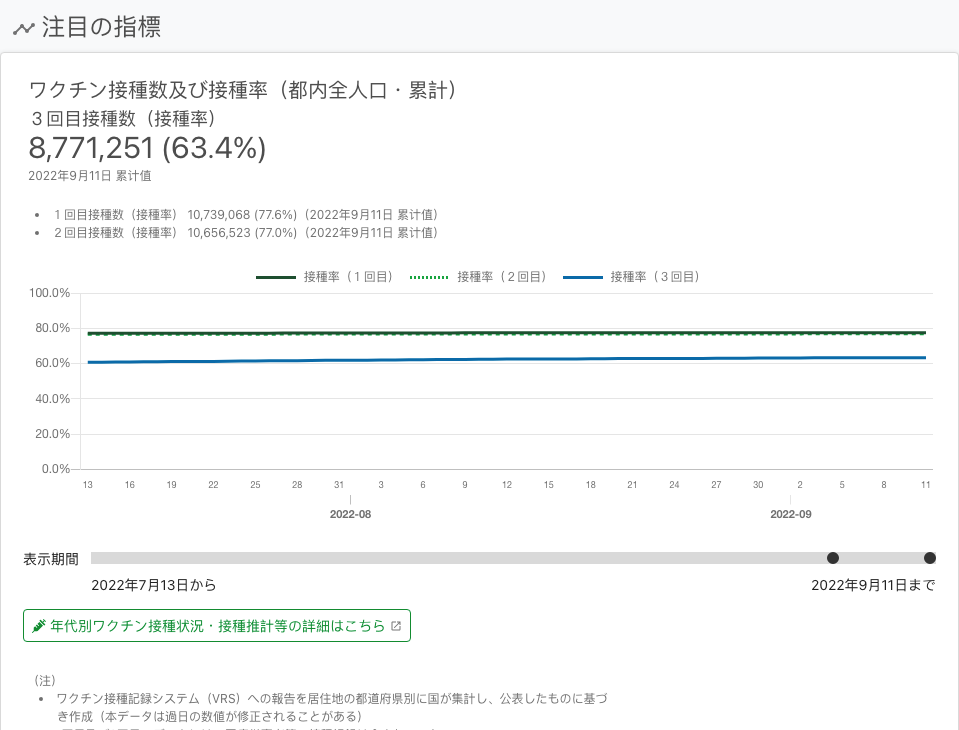 注目の指標
ワクチン接種数及び接種率（都内全人口・累計）
３回目接種数（接種率）
8,771,251 (63.4%)
2022年9月11日 累计值
１回目接種数（接種率） 10,739,068 (77.6%)（2022年9月11日 累计值）
２回目接種数（接種率） 10,656,523 (77.0%)（2022年9月11日 累计值）
接種率（１回目） 接種率（２回目） 接種率（３回目）
100.0%
80.0%
60.0%
40.0%
20.0%
0.0%
13 16 19 22 25 28 31 3 6 9 12 15 18 21 24 27 30 2 5 8 11
2022-08 2022-09
表示期間
2022年7月13日から 2022年9月11日まで
年代別ワクチン接種状況・接種推計等の詳細はこちら
（注）
ワクチン接種記録システム（VRS）への報告を居住地の都道府県別に国が集計し、公表したものに基づ
き作成（本データは過日の数値が修正されることがある）